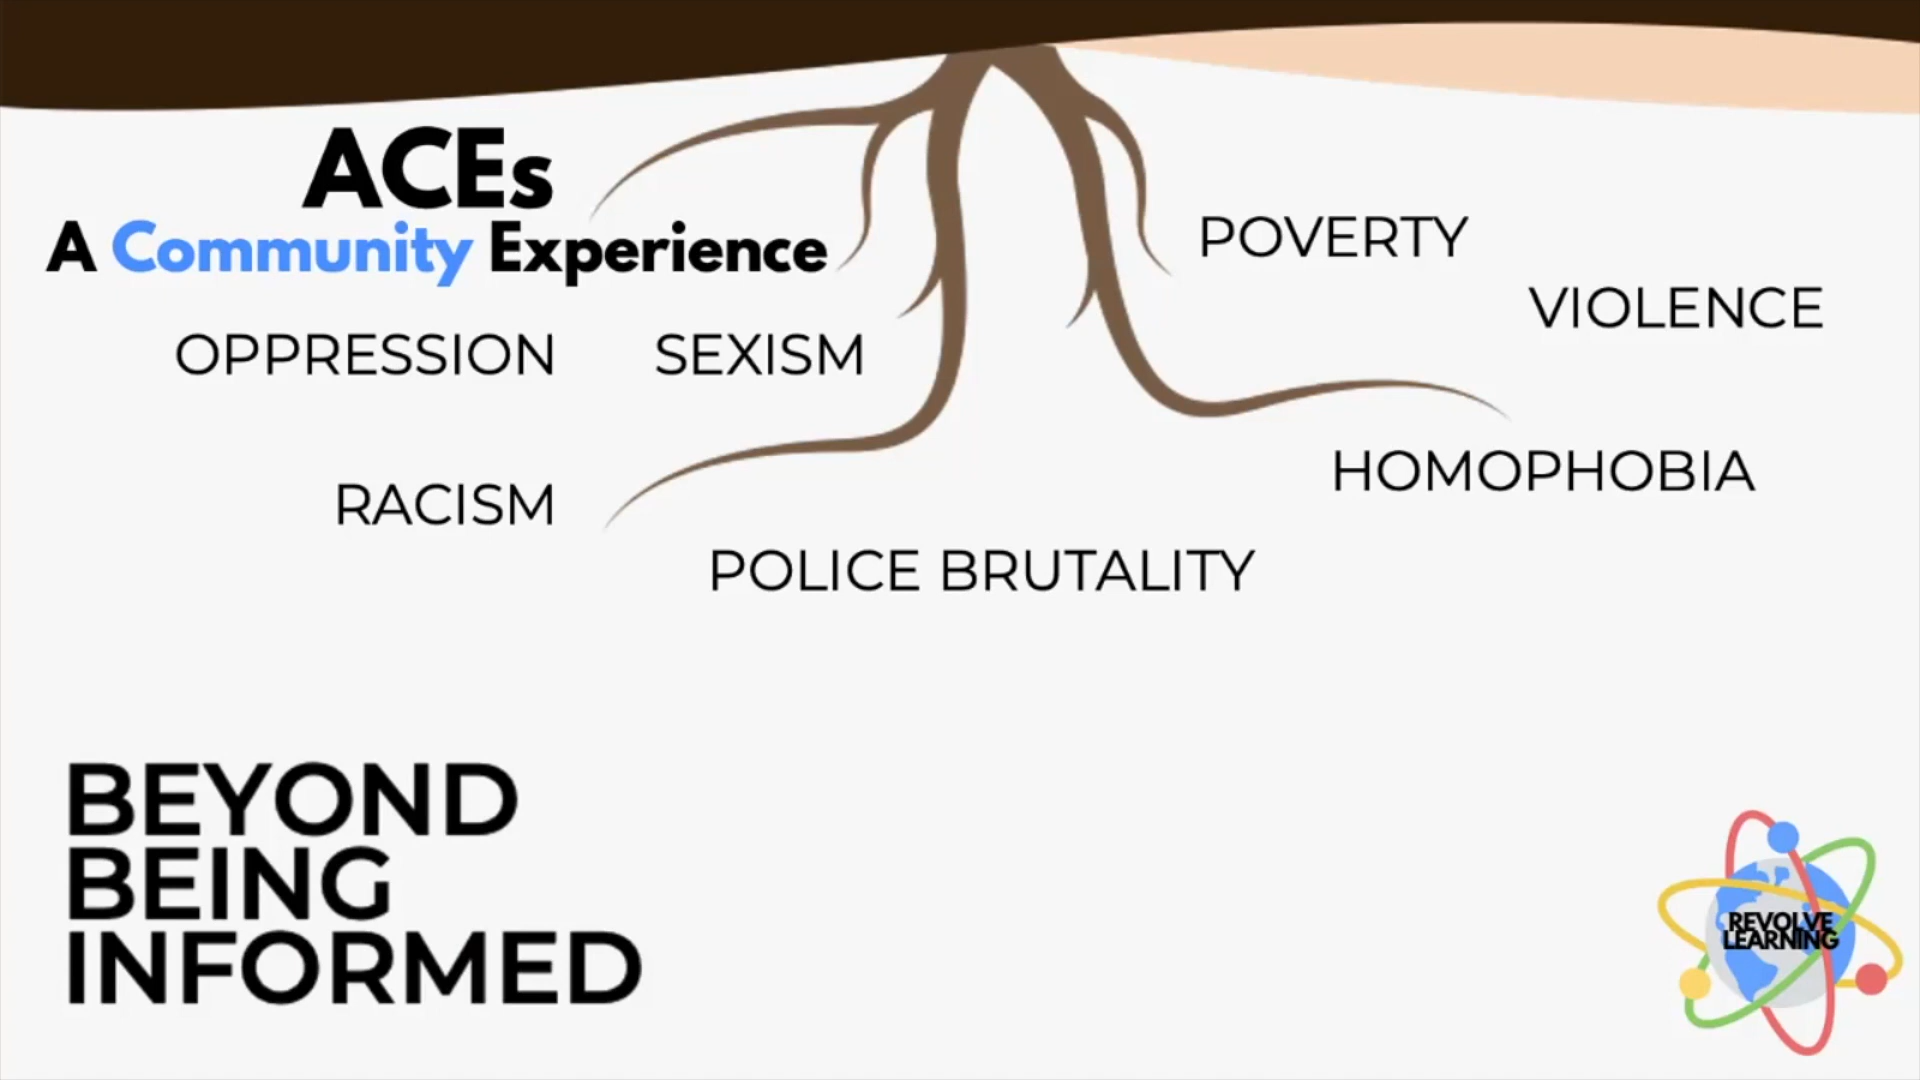 ACEs
A Community Experience
POVERTY
VIOLENCE
OPPRESSION
SEXISM
HOMOPHOBIA
RACISM
POLICE BRUTALITY
BEYOND
BEING
INFORMED
REVOLVE
LEARNING